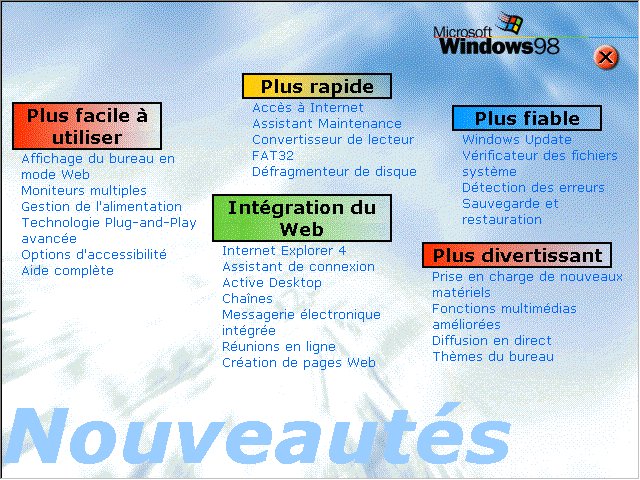 Microsoft
Windows98
Plus facile à
utiliser
Affichage du bureau en
mode Web
Moniteurs multiples
Gestion de l'alimentation
Technologie Plug-and-Play
avancée
Options d'accessibilité
Aide complète
Plus rapide
Accès à Internet
Assistant Maintenance
Convertisseur de lecteur
FAT32
Défragmenteur de disque
Intégration du
Web
Internet Explorer 4
Assistant de connexion
Active Desktop
Chaînes
Messagerie électronique
intégrée
Réunions en ligne
Création de pages Web
Plus fiable
Windows Update
Vérificateur des fichiers
système
Détection des erreurs
Sauvegarde et
restauration
Plus divertissant
Prise en charge de nouveaux
matériels
Fonctions multimédias
améliorées
Diffusion en direct
Thèmes du bureau
Nouveautés